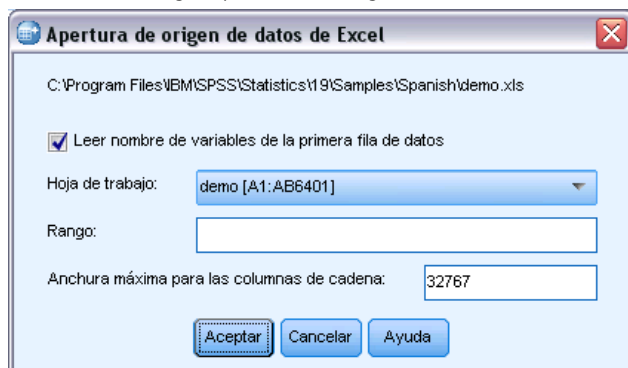 Apertura de origen de datos de Excel
C:\Program Files\IBM\SPSS\Statistics\19\Samples\Spanish\demo.xls
Leer nombre de variables de la primera fila de datos
Hoja de trabajo: demo [A1:AB6401]
Rango:
Anchura máxima para las columnas de cadena: 32767
Aceptar Cancelar Ayuda